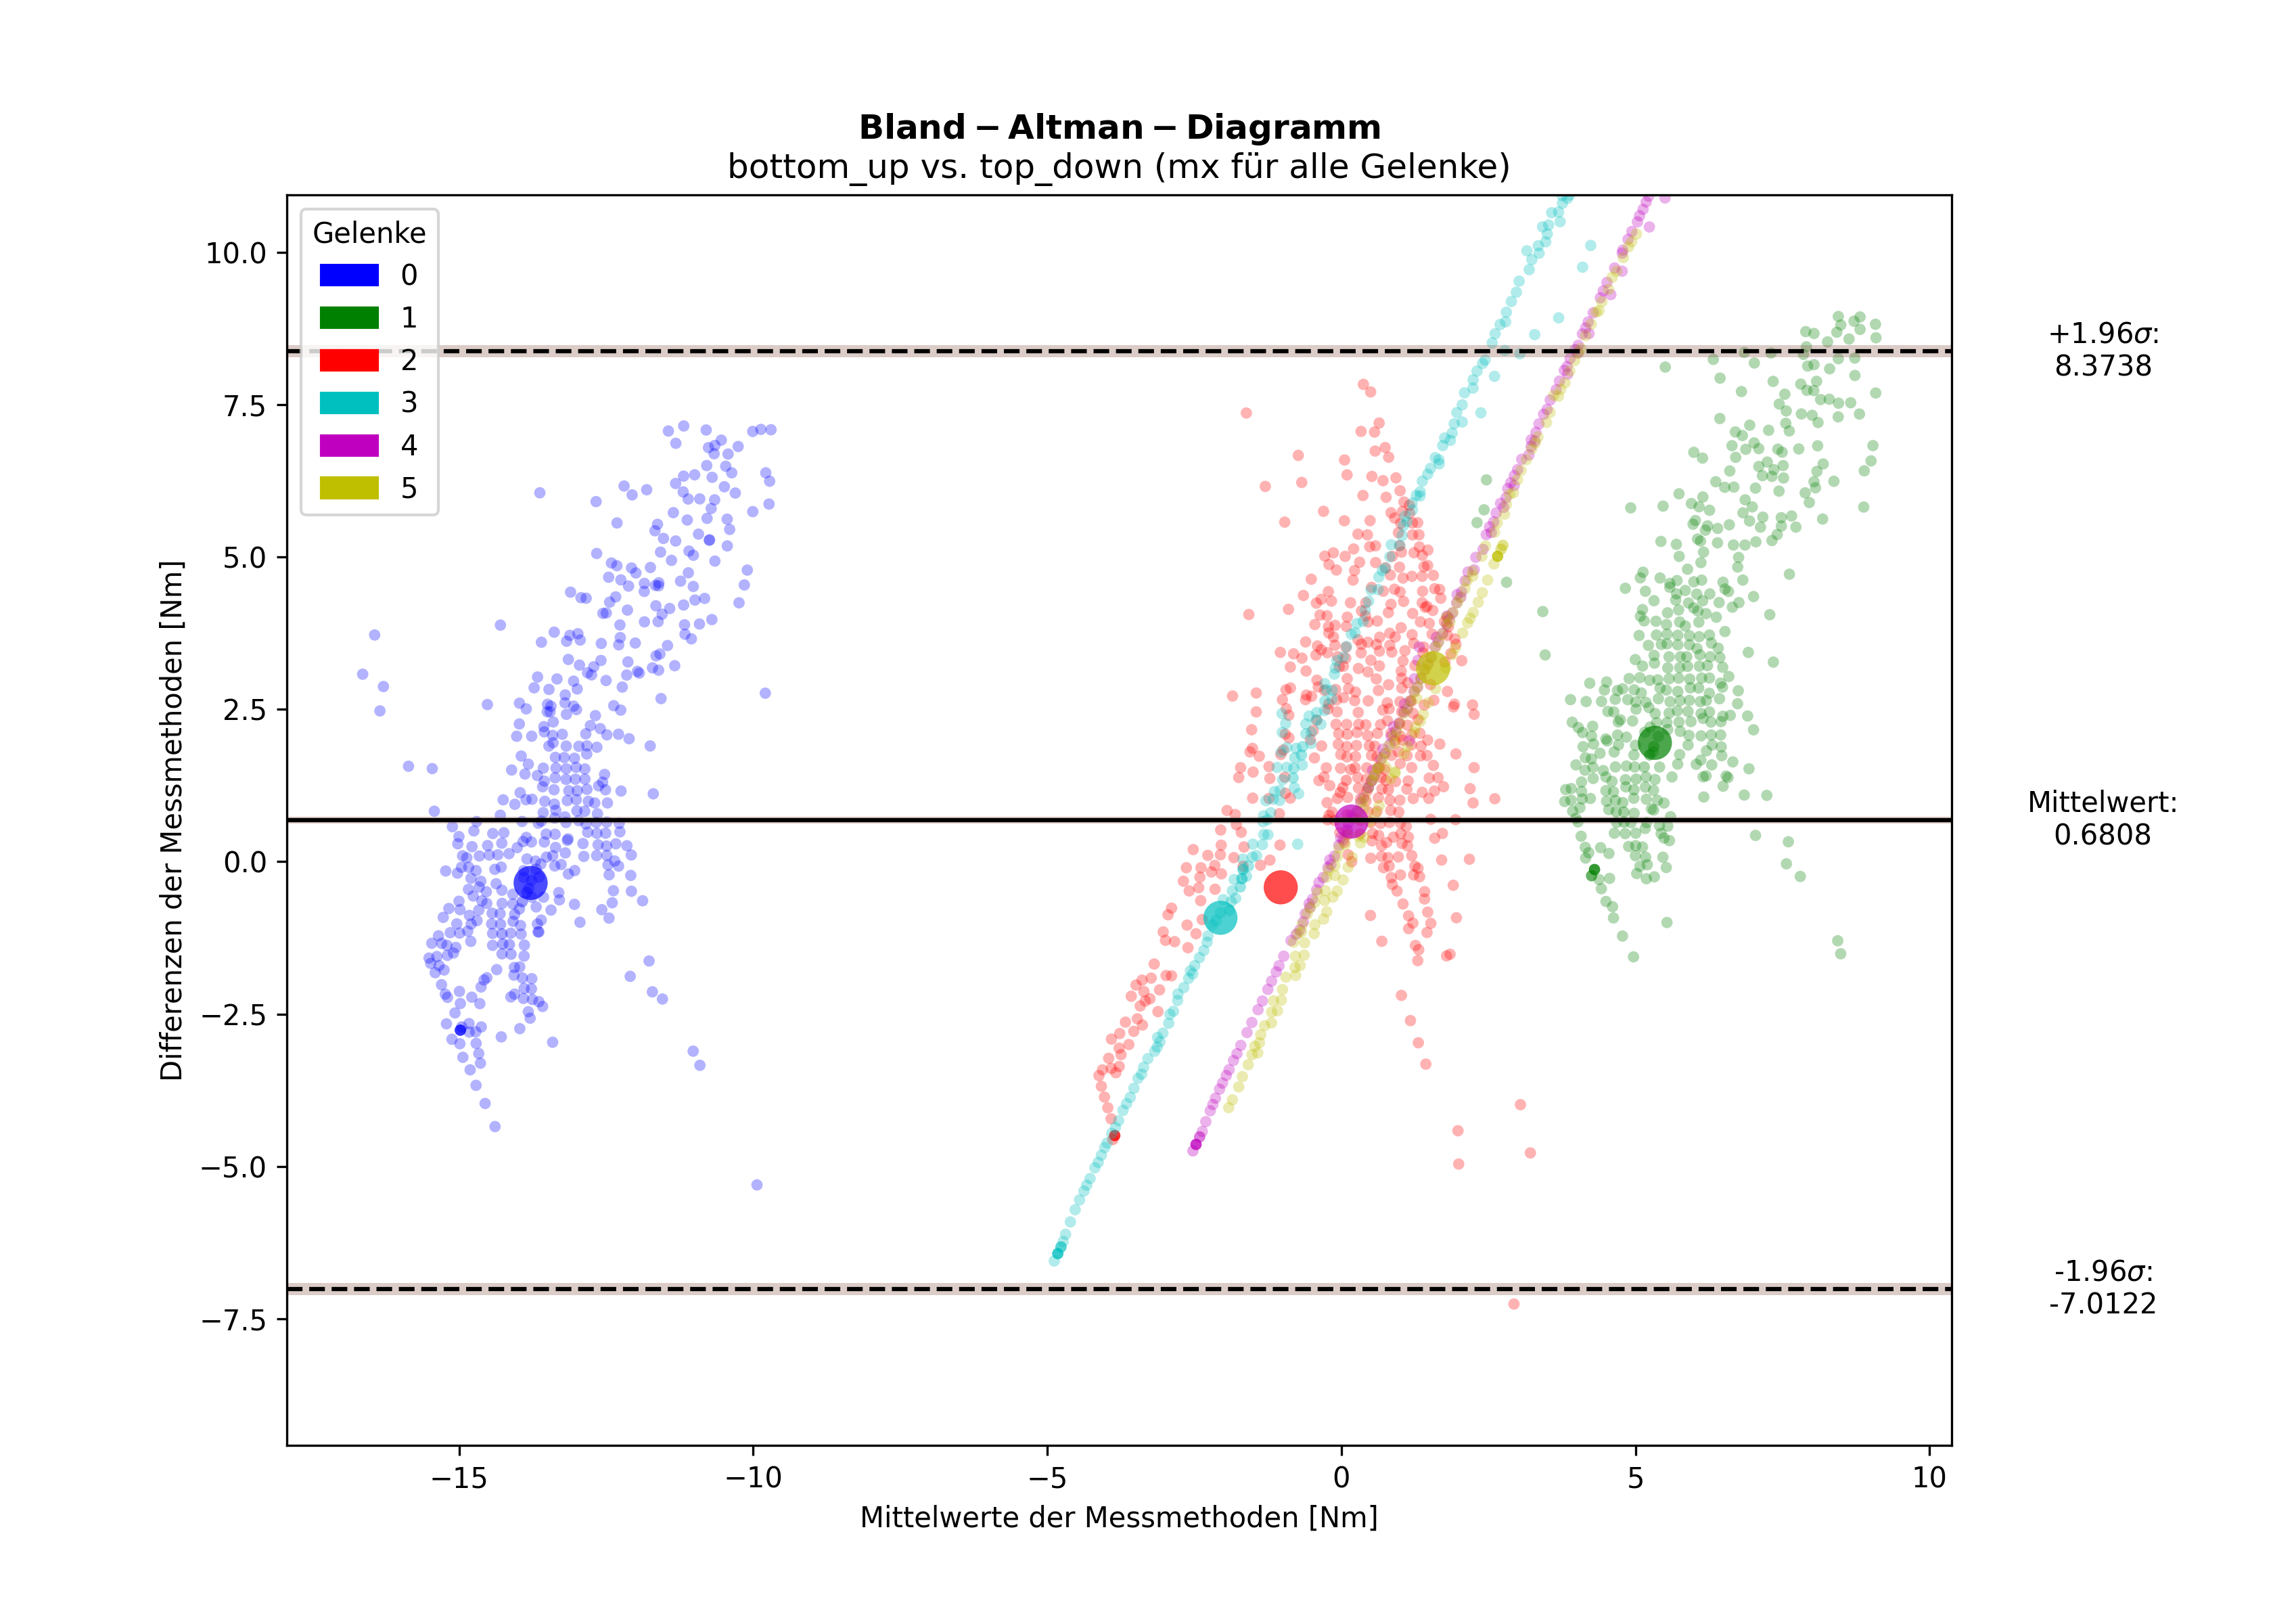 Bland − Altman − Diagramm
bottom_up vs. top_down (mx für alle Gelenke)
Differenzen der Messmethoden [Nm]
10.0
7.5
5.0
2.5
0.0
−2.5
−5.0
−7.5
Gelenke
0
1
2
3
4
5
+1.96σ:
8.3738
Mittelwert:
0.6808
-1.96σ:
-7.0122
−15
−10
−5
0
5
10
Mittelwerte der Messmethoden [Nm]